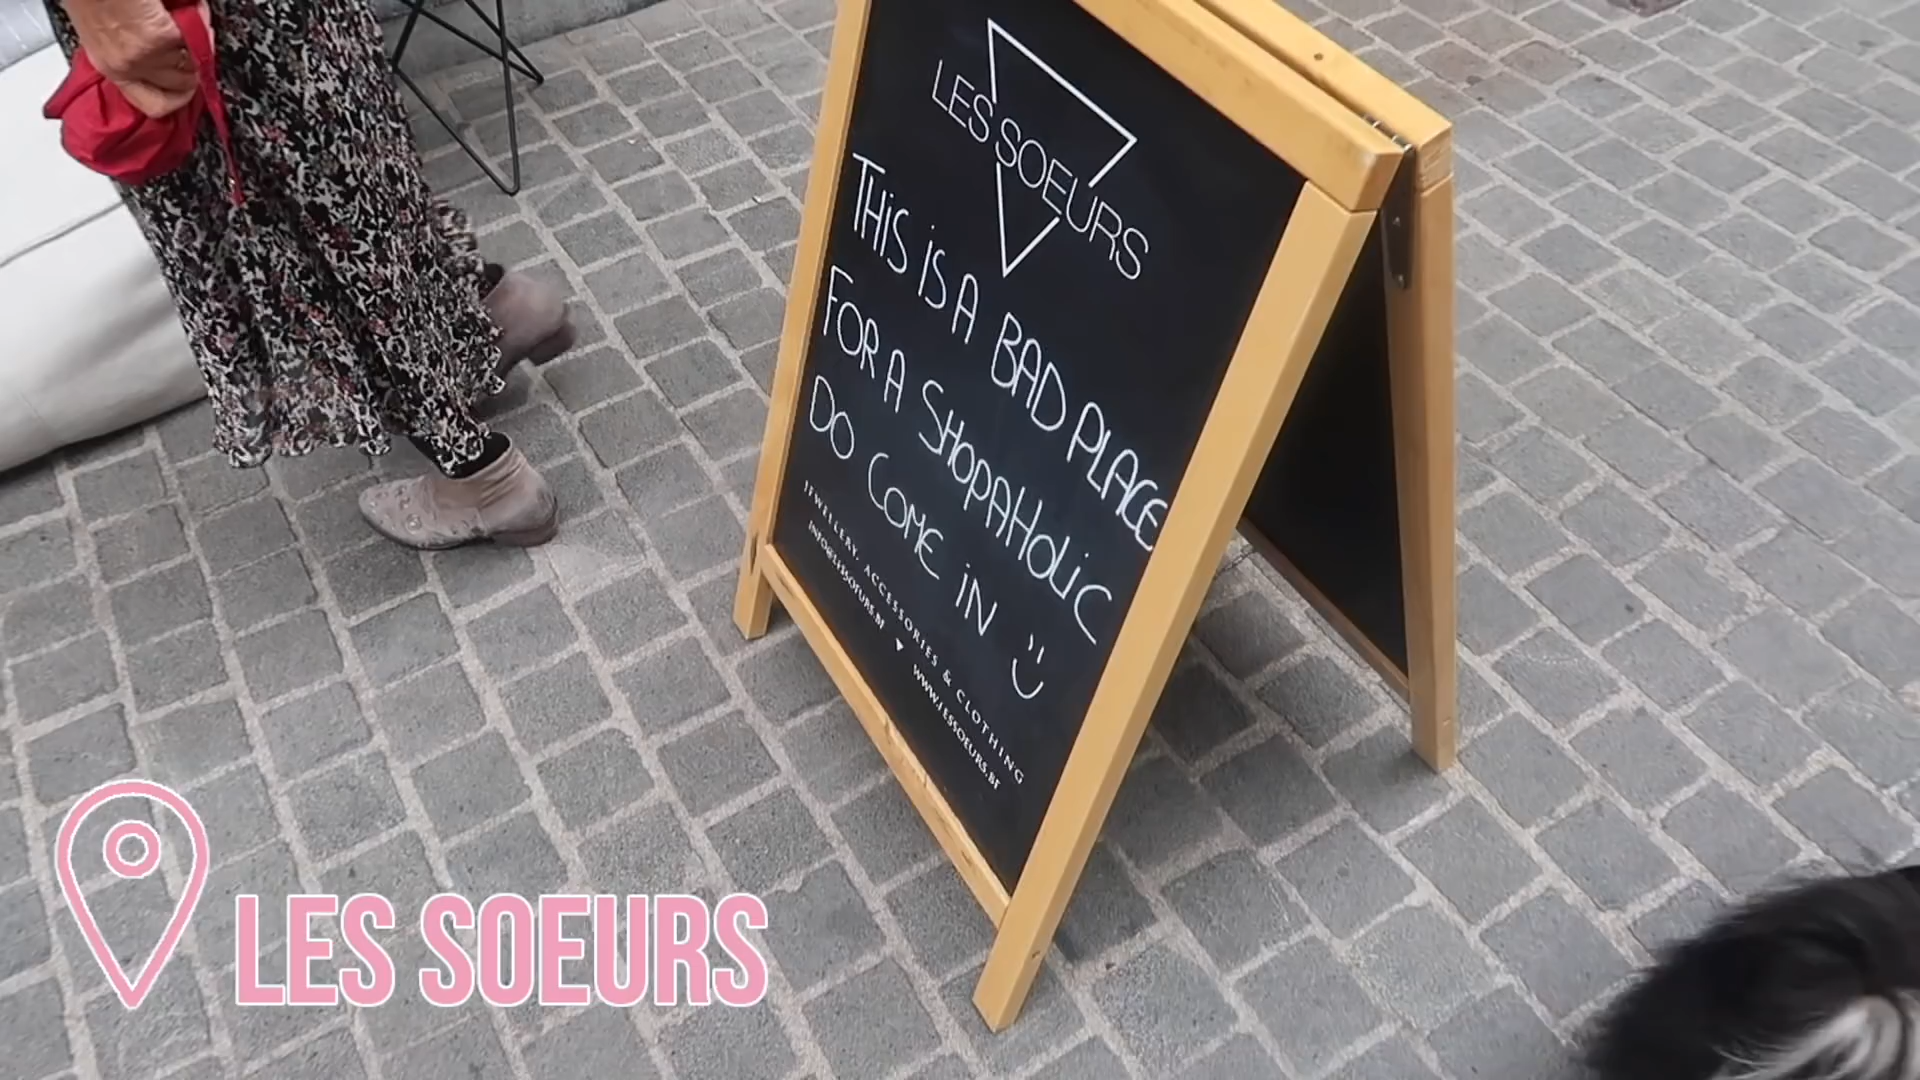 LES SOEURS
THIS IS A BAD PLACE
FOR A SHOPAHOLIC
DO COME IN
JEWELLERY, ACCESSORIES & CLOTHING
INFO@LESSOEURS.BE ▼ WWW.LESSOEURS.BE
LES SOEURS